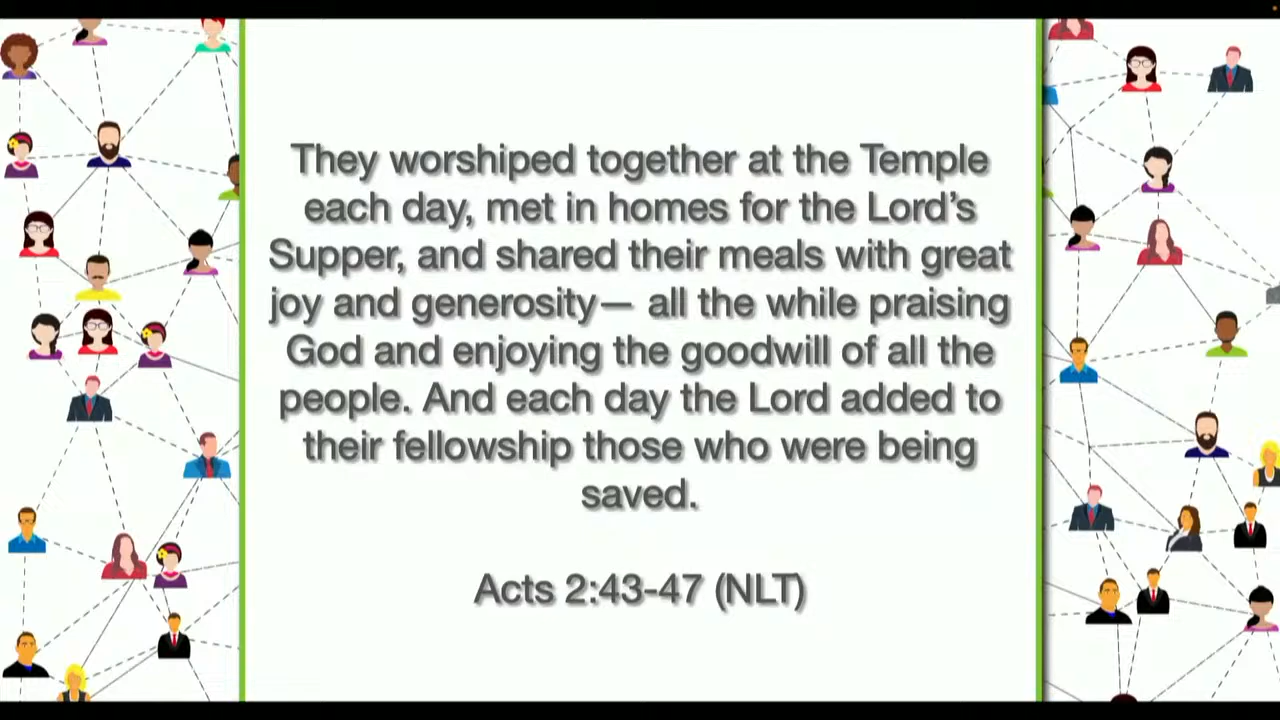 They worshiped together at the Temple
each day, met in homes for the Lord's
Supper, and shared their meals with great
joy and generosity— all the while praising
God and enjoying the goodwill of all the
people. And each day the Lord added to
their fellowship those who were being
saved.
Acts 2:43-47 (NLT)